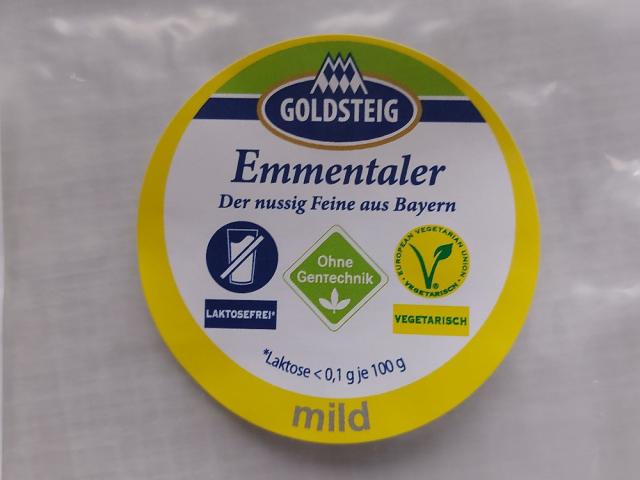 GOLDSTEIG
Emmentaler
Der nussig Feine aus Bayern
Ohne
GenTechnik
EUROPEAN VEGETARIAN UNION
VEGETARISCH
®
LAKTOSEFREI*
VEGETARISCH
*Laktose < 0,1 g je 100 g
mild